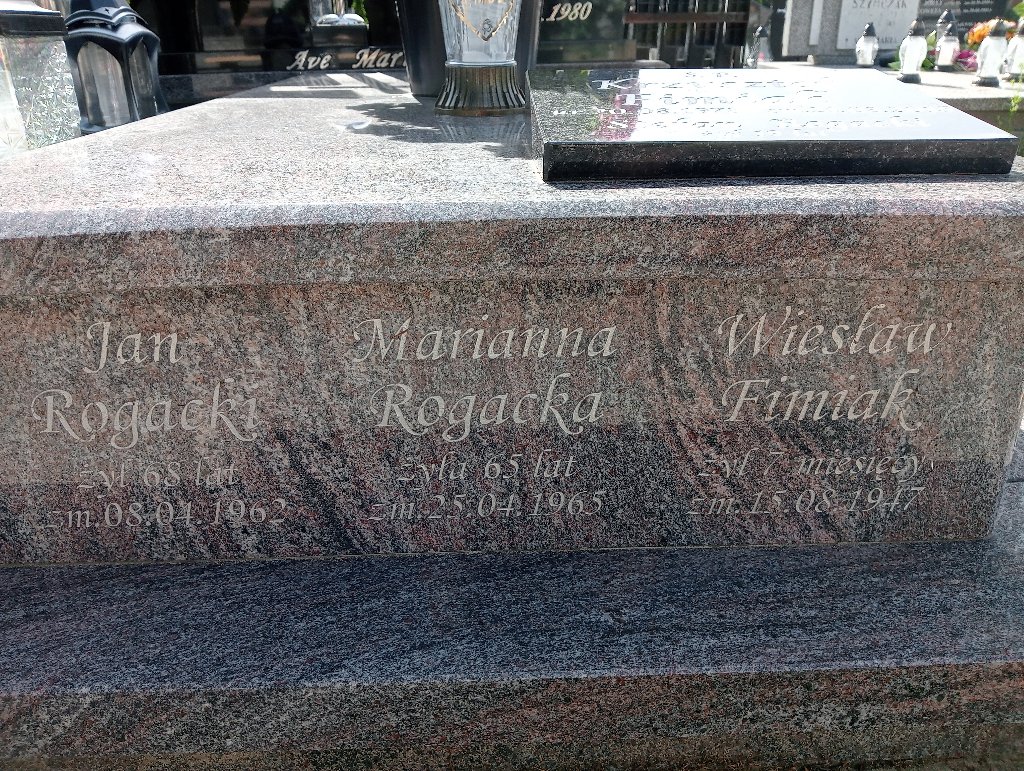 Ave Mar
.1980
Jan
Rogacki
żył 68 lat
zm.08.04.1962
Marianna
Rogacka
żyła 65 lat
zm.25.04.1965
Wiesław
Fimiak
żył 7 miesięcy
zm.15.08.1947